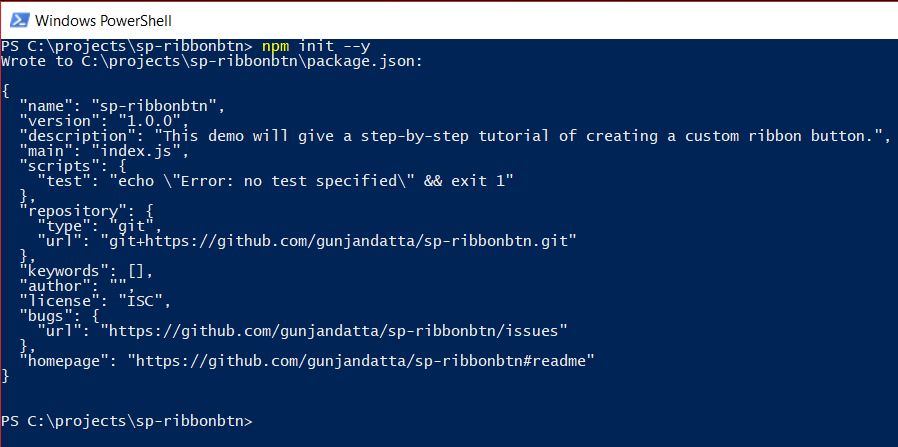 Windows PowerShell
PS C:\projects\sp-ribbonbtn> npm init --y
Wrote to C:\projects\sp-ribbonbtn\package.json:
{
  "name": "sp-ribbonbtn",
  "version": "1.0.0",
  "description": "This demo will give a step-by-step tutorial of creating a custom ribbon button.",
  "main": "index.js",
  "scripts": {
    "test": "echo \"Error: no test specified\" && exit 1"
  },
  "repository": {
    "type": "git",
    "url": "git+https://github.com/gunjandatta/sp-ribbonbtn.git"
  },
  "keywords": [],
  "author": "",
  "license": "ISC",
  "bugs": {
    "url": "https://github.com/gunjandatta/sp-ribbonbtn/issues"
  },
  "homepage": "https://github.com/gunjandatta/sp-ribbonbtn#readme"
}
PS C:\projects\sp-ribbonbtn>